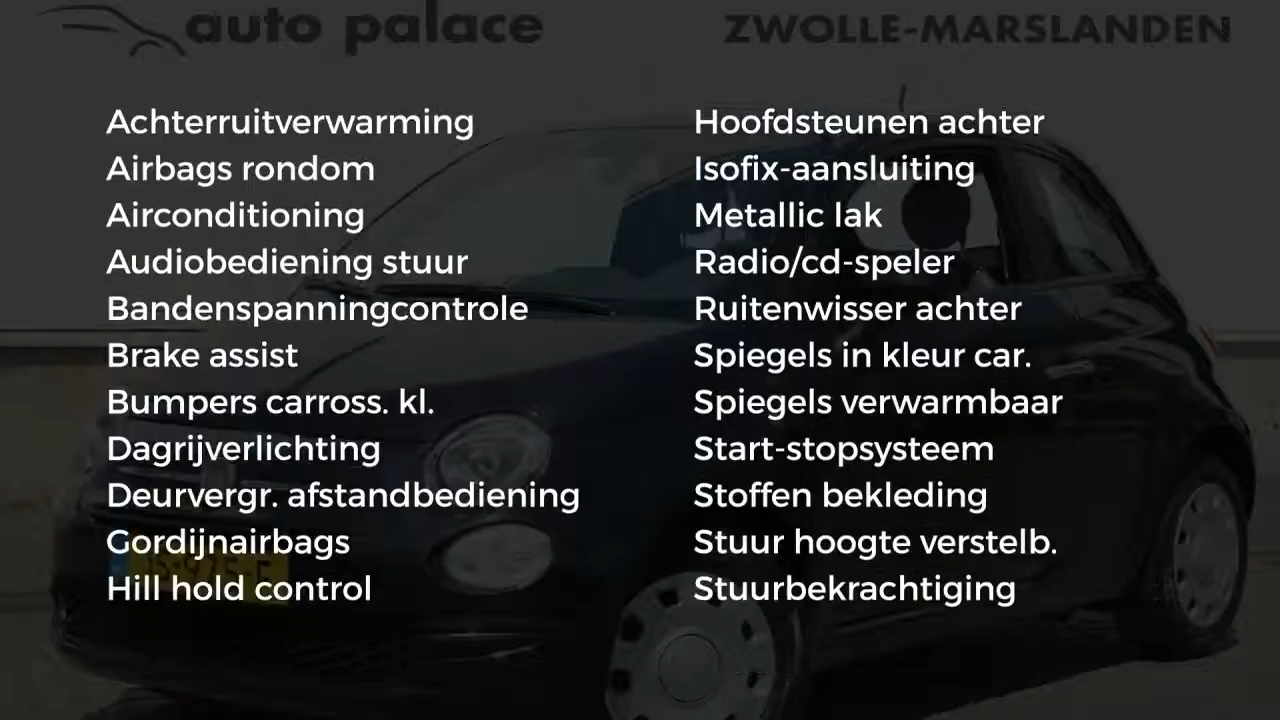 auto palace
ZWOLLE-MARSLANDEN
Achterruitverwarming
Airbags rondom
Airconditioning
Audiobediening stuur
Bandenspanningcontrole
Brake assist
Bumpers carross. kl.
Dagrijverlichting
Deurvergr. afstandbediening
Gordijnairbags
Hill hold control
Hoofdsteunen achter
Isofix-aansluiting
Metallic lak
Radio/cd-speler
Ruitenwisser achter
Spiegels in kleur car.
Spiegels verwarmbaar
Start-stopsysteem
Stoffen bekleding
Stuur hoogte verstelb.
Stuurbekrachtiging